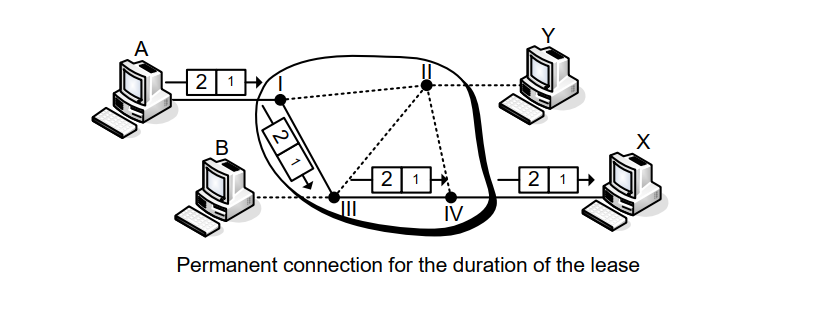 A
Y
2 1
I
II
B
2 1
X
2 1
2 1
III
IV
Permanent connection for the duration of the lease